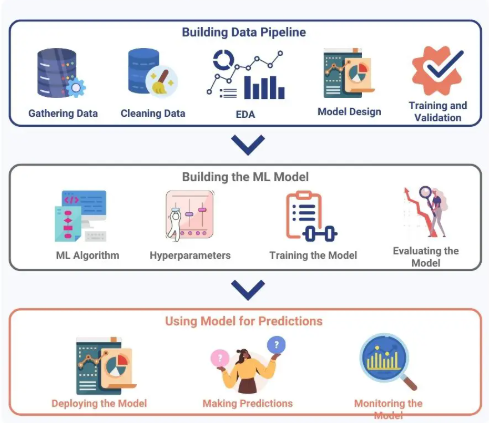 Building Data Pipeline
Gathering Data
Cleaning Data
EDA
Model Design
Training and
Validation
Building the ML Model
ML Algorithm
Hyperparameters
Training the Model
Evaluating the
Model
Using Model for Predictions
Deploying the Model
? ?
Making Predictions
Monitoring the
Model